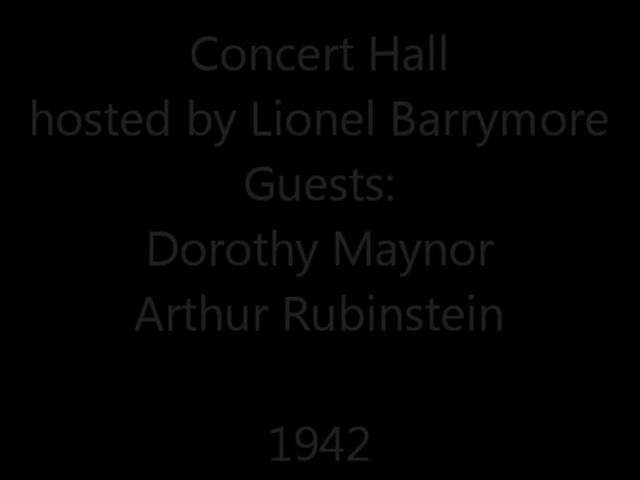 Concert Hall
hosted by Lionel Barrymore
Guests:
Dorothy Maynor
Arthur Rubinstein
1942